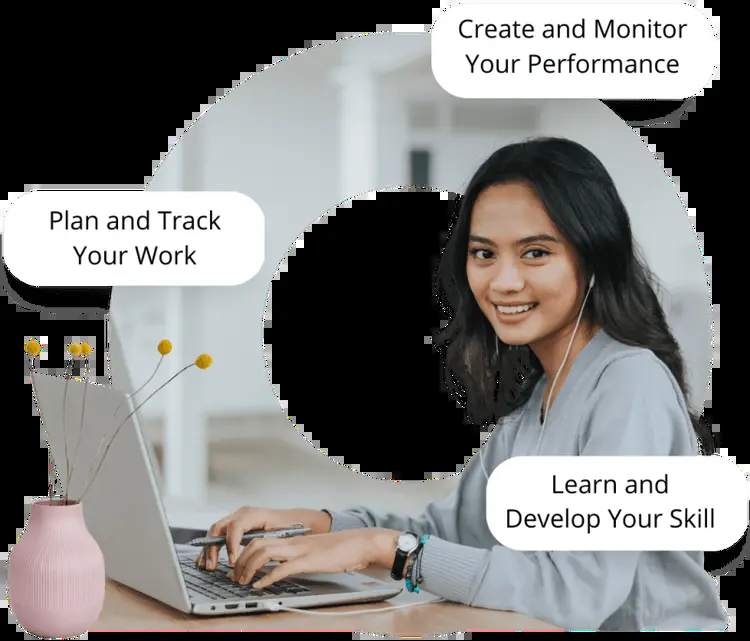 Create and Monitor
Your Performance
Plan and Track
Your Work
Learn and
Develop Your Skill